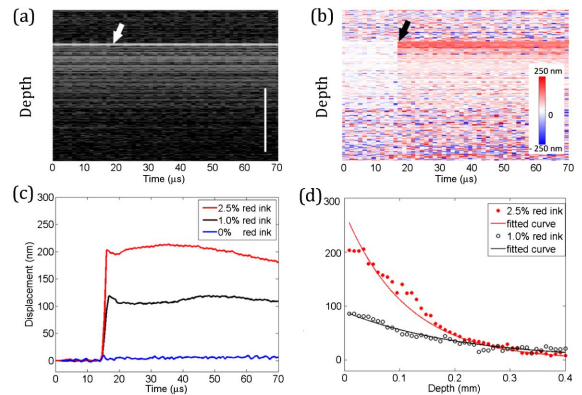 (a)
Depth
0 10 20 30 40 50 60 70
Time (µs)
(b)
Depth
250 nm
0
- 250 nm
0 10 20 30 40 50 60 70
Time (µs)
(c)
Displacement (nm)
300
250
200
150
100
50
0
-50
2.5% red ink
1.0% red ink
0% red ink
0 10 20 30 40 50 60 70
Time (µs)
(d)
300
200
100
0
2.5% red ink
fitted curve
1.0% red ink
fitted curve
0 0.1 0.2 0.3 0.4
Depth (mm)